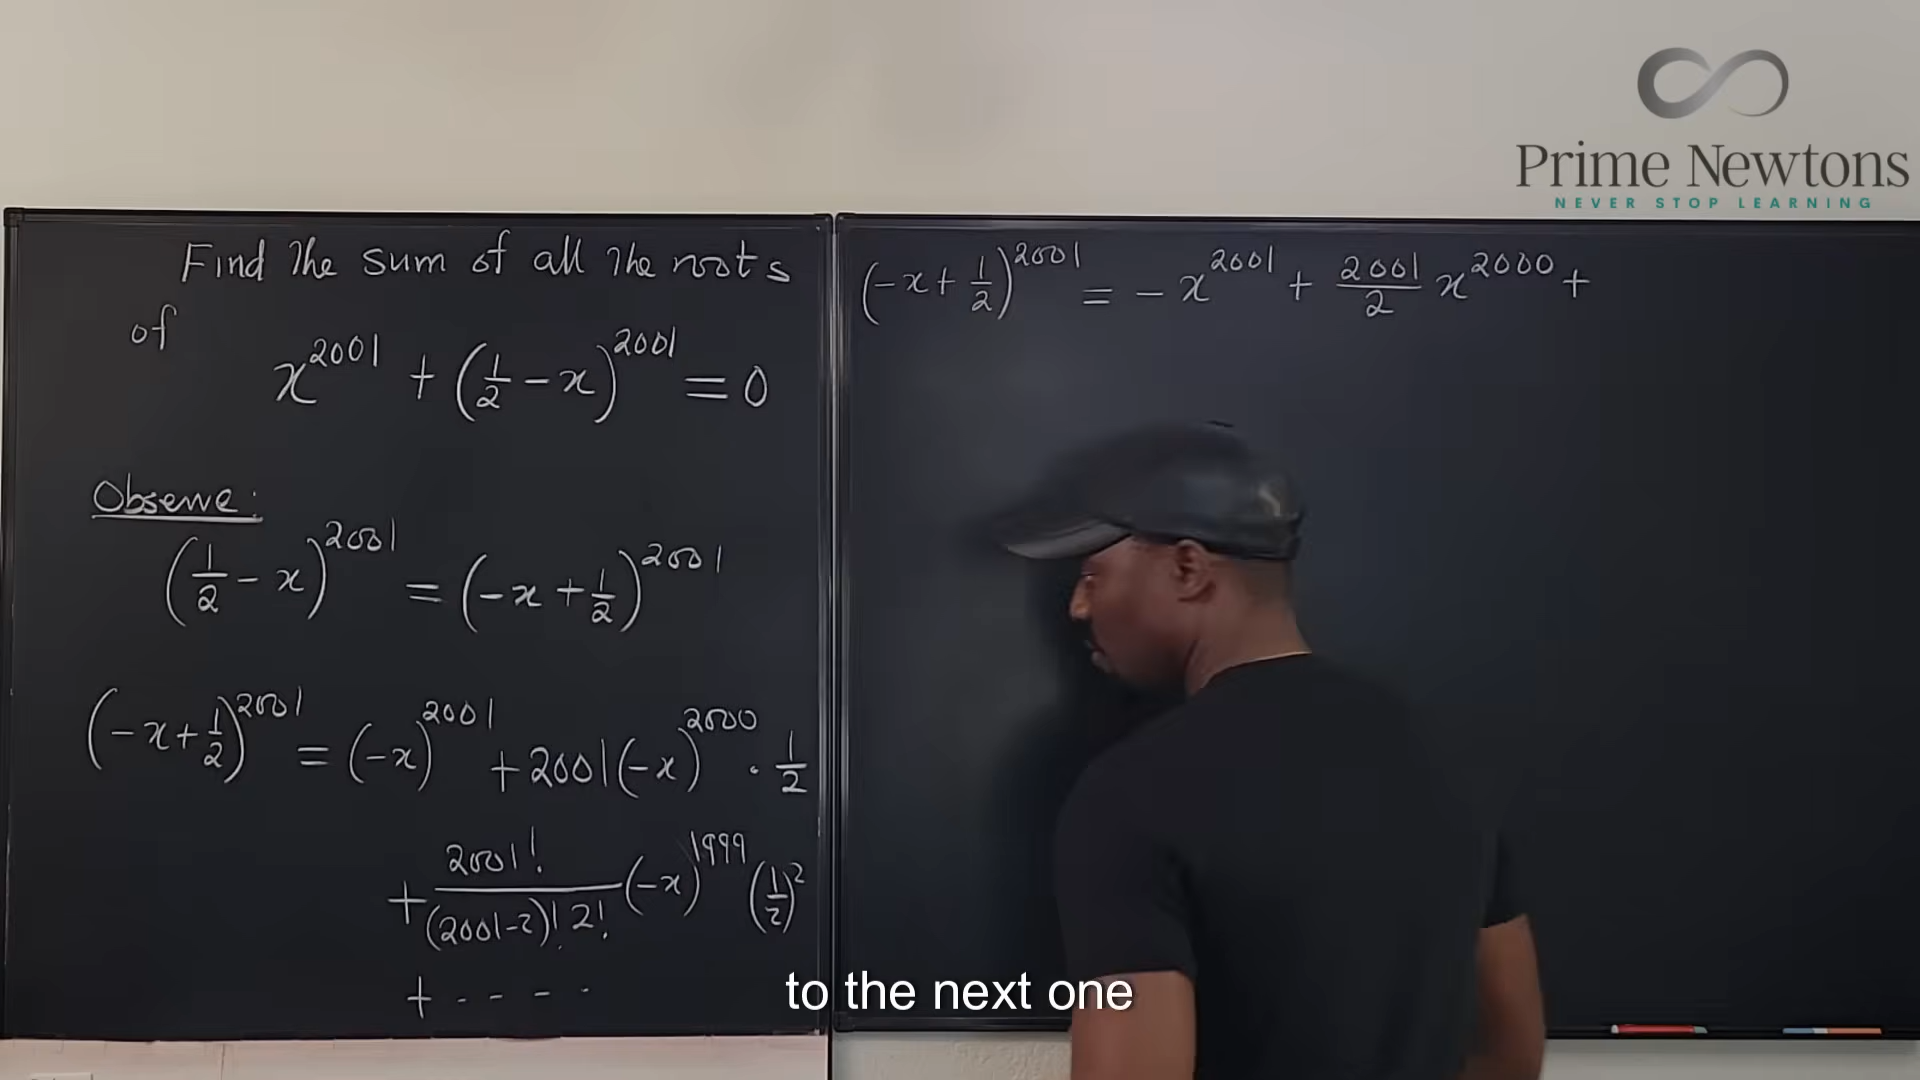 Prime Newtons
NEVER STOP LEARNING
Find the sum of all the roots
of
x^2001 + (1/2 - x)^2001 = 0
Observe:
(1/2 - x)^2001 = (-x + 1/2)^2001
(-x + 1/2)^2001 = (-x)^2001 + 2001(-x)^2000 · 1/2
+ 2001!/((2001-2)! 2!) (-x)^1999 (1/2)^2
+ - - - -
(-x + 1/2)^2001 = -x^2001 + 2001/2 x^2000 +
to the next one